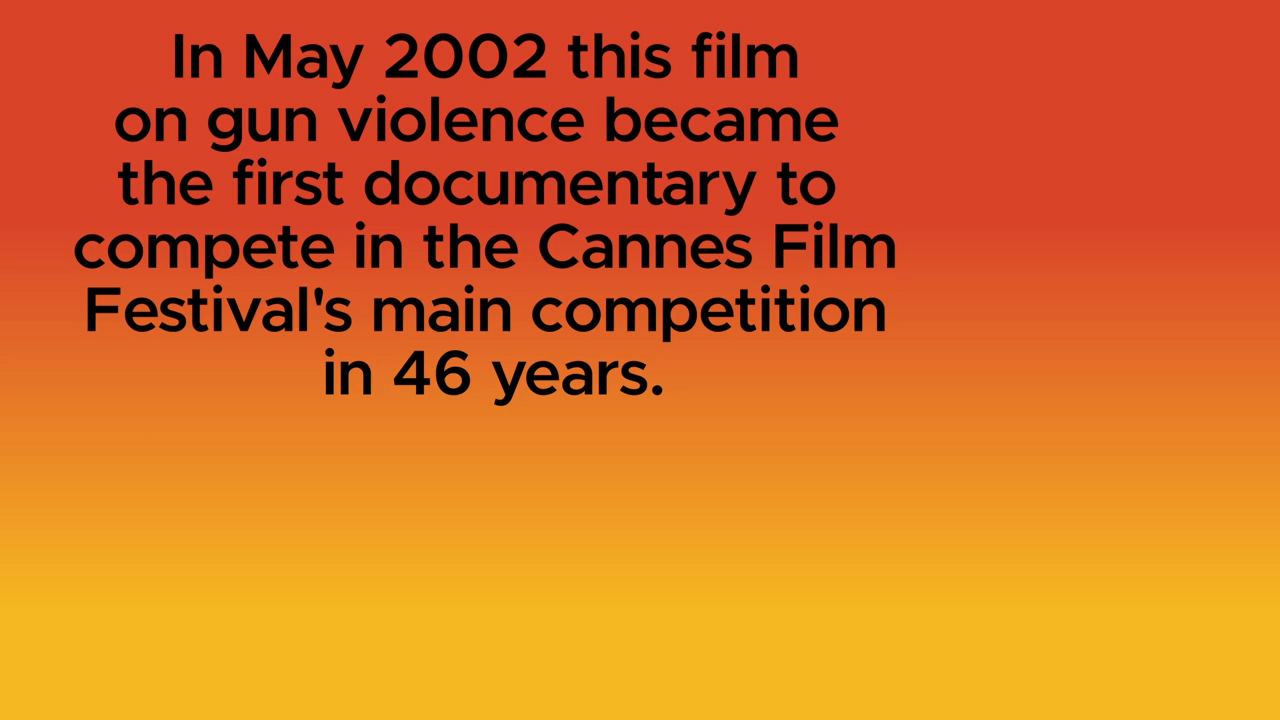 In May 2002 this film
on gun violence became
the first documentary to
compete in the Cannes Film
Festival's main competition
in 46 years.